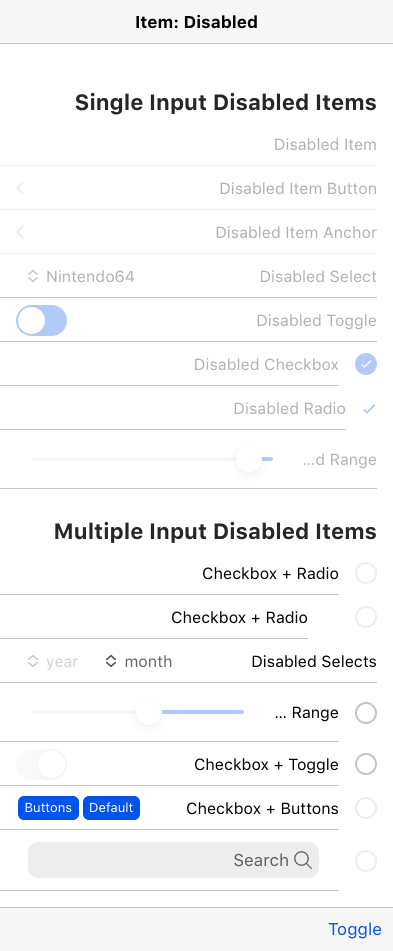 Item: Disabled
Single Input Disabled Items
Disabled Item
Disabled Item Button
Disabled Item Anchor
Disabled Select Nintendo64
Disabled Toggle
Disabled Checkbox
Disabled Radio
...d Range
Multiple Input Disabled Items
Checkbox + Radio
Checkbox + Radio
Disabled Selects month year
... Range
Checkbox + Toggle
Checkbox + Buttons Default Buttons
Search
Toggle